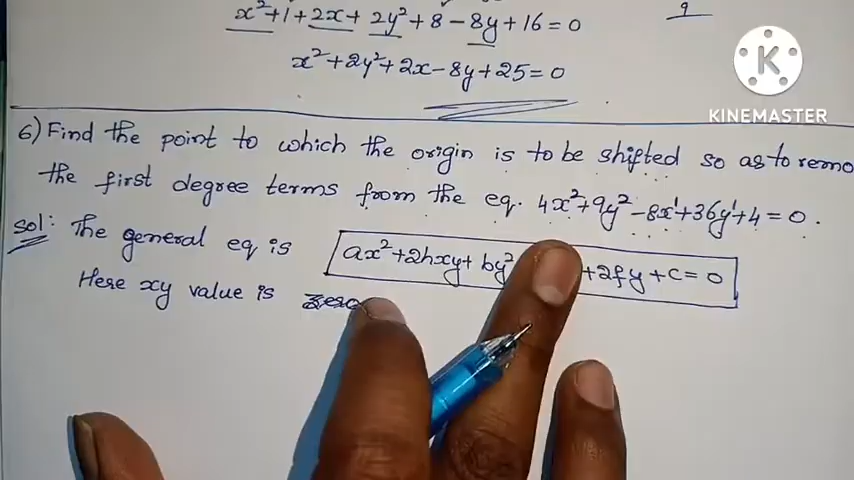 x²+1+2x+2y²+8-8y+16=0
9
x²+2y²+2x-8y+25=0
K
KINEMASTER
6) Find the point to which the origin is to be shifted so as to remo
the first degree terms from the eq. 4x²+9y²-8x¹+36y¹+4=0.
Sol: The general eq is ax²+2hxy+by² +2fy+c=0
Here xy value is zero